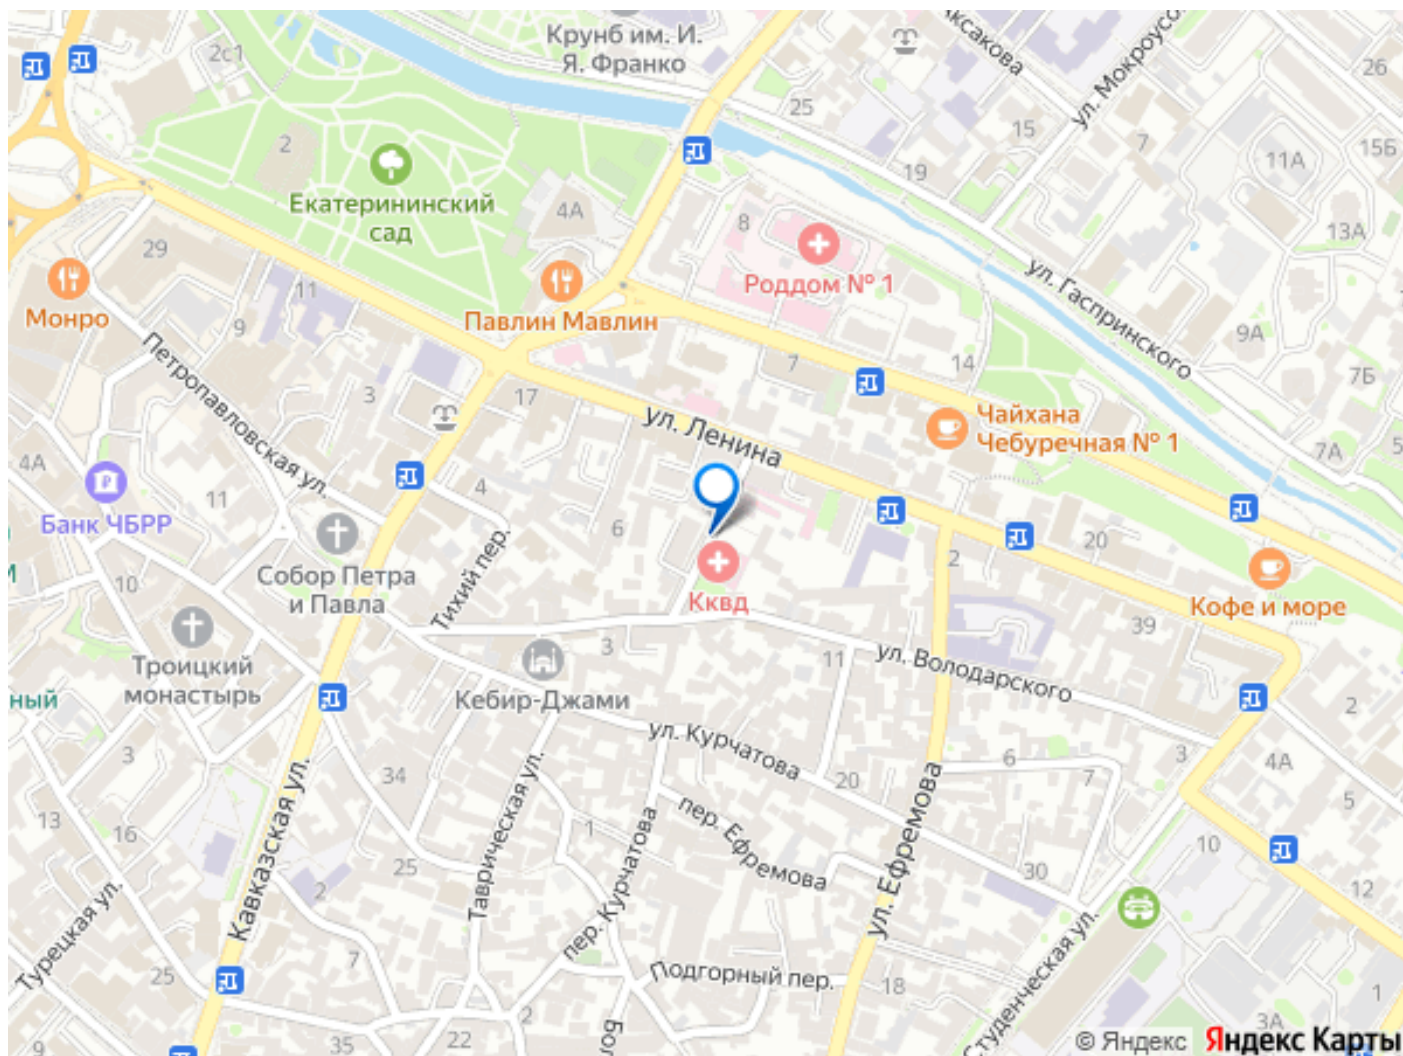 Крунб им. И.
Я. Франко
Аксакова
ул. Мокроусо
26
2с1
25
15
7
15Б
11А
2
19
Екатерининский
сад
4А
8
13А
29
Роддом № 1
ул. Гаспринского
Монро
11
9
Павлин Мавлин
9А
7
14
7Б
Петропавловская ул.
3
17
ул. Ленина
Чайхана
Чебуречная № 1
7А
5
4А
11
4
Банк ЧБРР
6
20
2
м
10
Собор Петра
и Павла
Тихий пер.
Кквд
Кофе и море
39
Троицкий
монастырь
3
11
ул. Володарского
ный
Кебир-Джами
2
ул. Курчатова
3
3
6
7
4А
34
20
5
13
16
1
пер. Ефремова
10
Кавказская ул.
Таврическая ул.
пер. Курчатова
ул. Ефремова
25
2
30
12
Турецкая ул.
7
25
Подгорный пер.
18
Студенческая ул.
1
2
Бог
3А
9
35
22
© Яндекс
Яндекс Карты